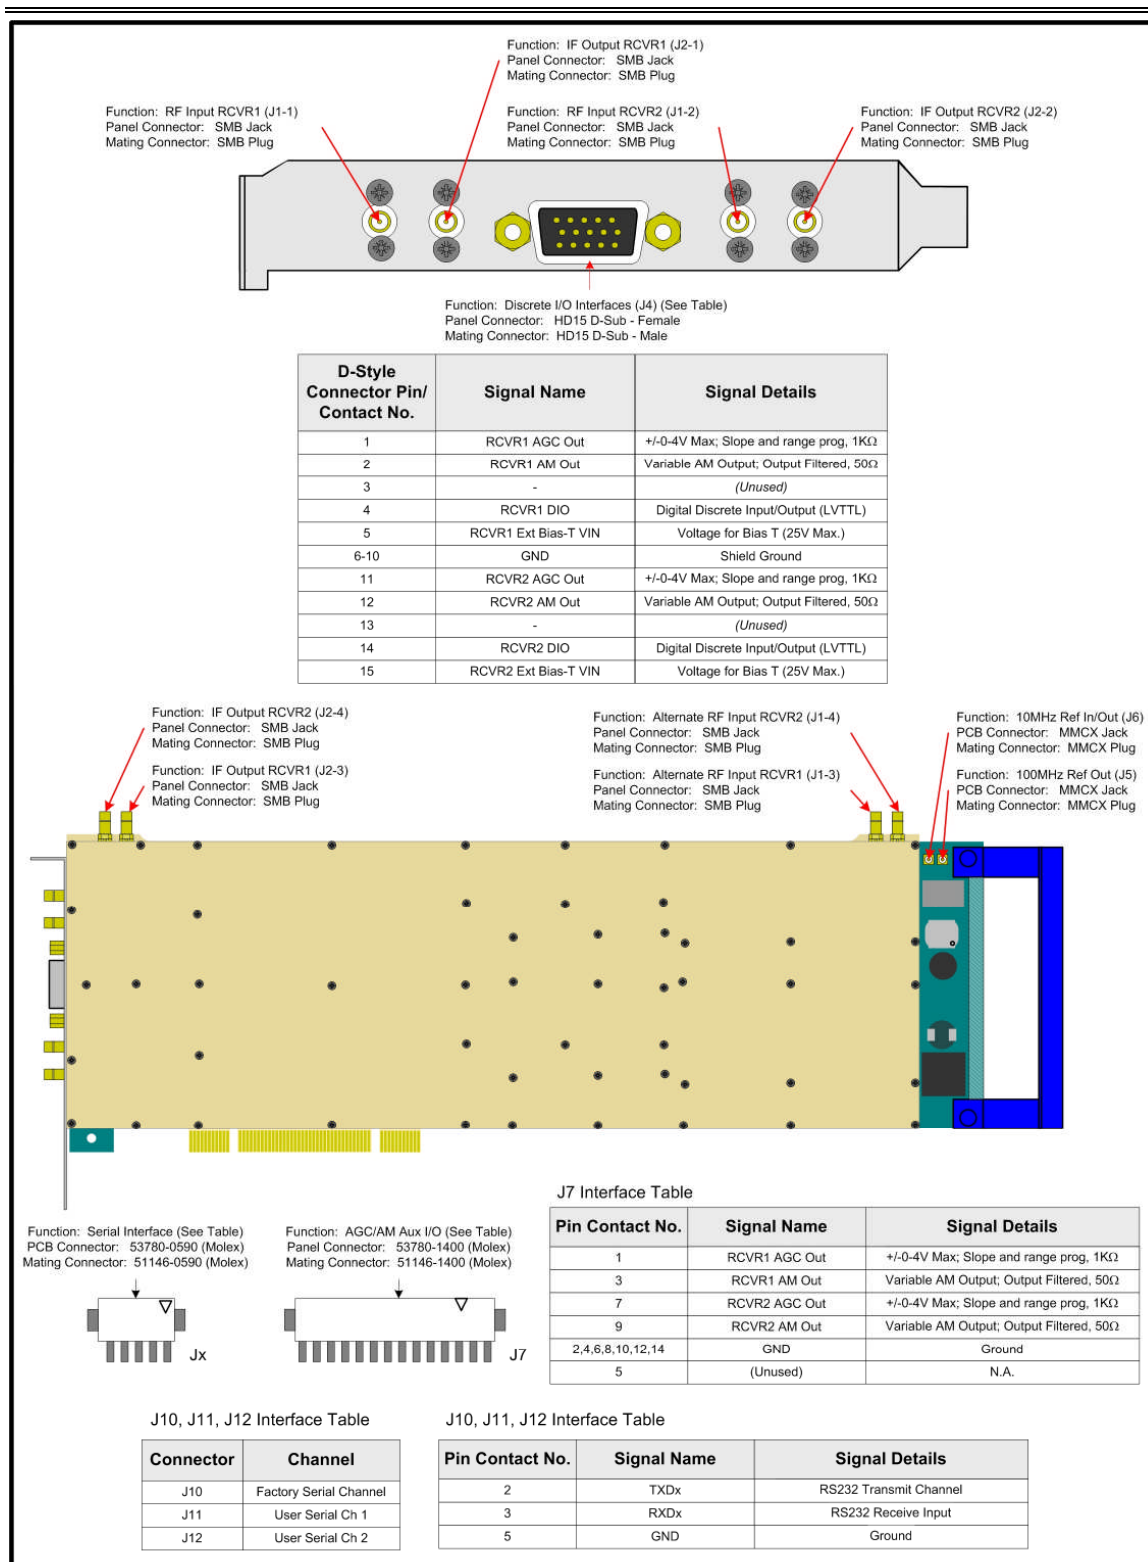 Function: IF Output RCVR1 (J2-1)
Panel Connector: SMB Jack
Mating Connector: SMB Plug
Function: RF Input RCVR1 (J1-1)
Panel Connector: SMB Jack
Mating Connector: SMB Plug
Function: RF Input RCVR2 (J1-2)
Panel Connector: SMB Jack
Mating Connector: SMB Plug
Function: IF Output RCVR2 (J2-2)
Panel Connector: SMB Jack
Mating Connector: SMB Plug
Function: Discrete I/O Interfaces (J4) (See Table)
Panel Connector: HD15 D-Sub - Female
Mating Connector: HD15 D-Sub - Male
D-Style Connector Pin/ Contact No. Signal Name Signal Details
1 RCVR1 AGC Out +/-0-4V Max; Slope and range prog, 1KΩ
2 RCVR1 AM Out Variable AM Output; Output Filtered, 50Ω
3 - (Unused)
4 RCVR1 DIO Digital Discrete Input/Output (LVTTL)
5 RCVR1 Ext Bias-T VIN Voltage for Bias T (25V Max.)
6-10 GND Shield Ground
11 RCVR2 AGC Out +/-0-4V Max; Slope and range prog, 1KΩ
12 RCVR2 AM Out Variable AM Output; Output Filtered, 50Ω
13 - (Unused)
14 RCVR2 DIO Digital Discrete Input/Output (LVTTL)
15 RCVR2 Ext Bias-T VIN Voltage for Bias T (25V Max.)
Function: IF Output RCVR2 (J2-4)
Panel Connector: SMB Jack
Mating Connector: SMB Plug
Function: IF Output RCVR1 (J2-3)
Panel Connector: SMB Jack
Mating Connector: SMB Plug
Function: Alternate RF Input RCVR2 (J1-4)
Panel Connector: SMB Jack
Mating Connector: SMB Plug
Function: Alternate RF Input RCVR1 (J1-3)
Panel Connector: SMB Jack
Mating Connector: SMB Plug
Function: 10MHz Ref In/Out (J6)
PCB Connector: MMCX Jack
Mating Connector: MMCX Plug
Function: 100MHz Ref Out (J5)
PCB Connector: MMCX Jack
Mating Connector: MMCX Plug
Function: Serial Interface (See Table)
PCB Connector: 53780-0590 (Molex)
Mating Connector: 51146-0590 (Molex)
Jx
Function: AGC/AM Aux I/O (See Table)
Panel Connector: 53780-1400 (Molex)
Mating Connector: 51146-1400 (Molex)
J7
J7 Interface Table
Pin Contact No. Signal Name Signal Details
1 RCVR1 AGC Out +/-0-4V Max; Slope and range prog, 1KΩ
3 RCVR1 AM Out Variable AM Output; Output Filtered, 50Ω
7 RCVR2 AGC Out +/-0-4V Max; Slope and range prog, 1KΩ
9 RCVR2 AM Out Variable AM Output; Output Filtered, 50Ω
2,4,6,8,10,12,14 GND Ground
5 (Unused) N.A.
J10, J11, J12 Interface Table
Connector Channel
J10 Factory Serial Channel
J11 User Serial Ch 1
J12 User Serial Ch 2
J10, J11, J12 Interface Table
Pin Contact No. Signal Name Signal Details
2 TXDx RS232 Transmit Channel
3 RXDx RS232 Receive Input
5 GND Ground